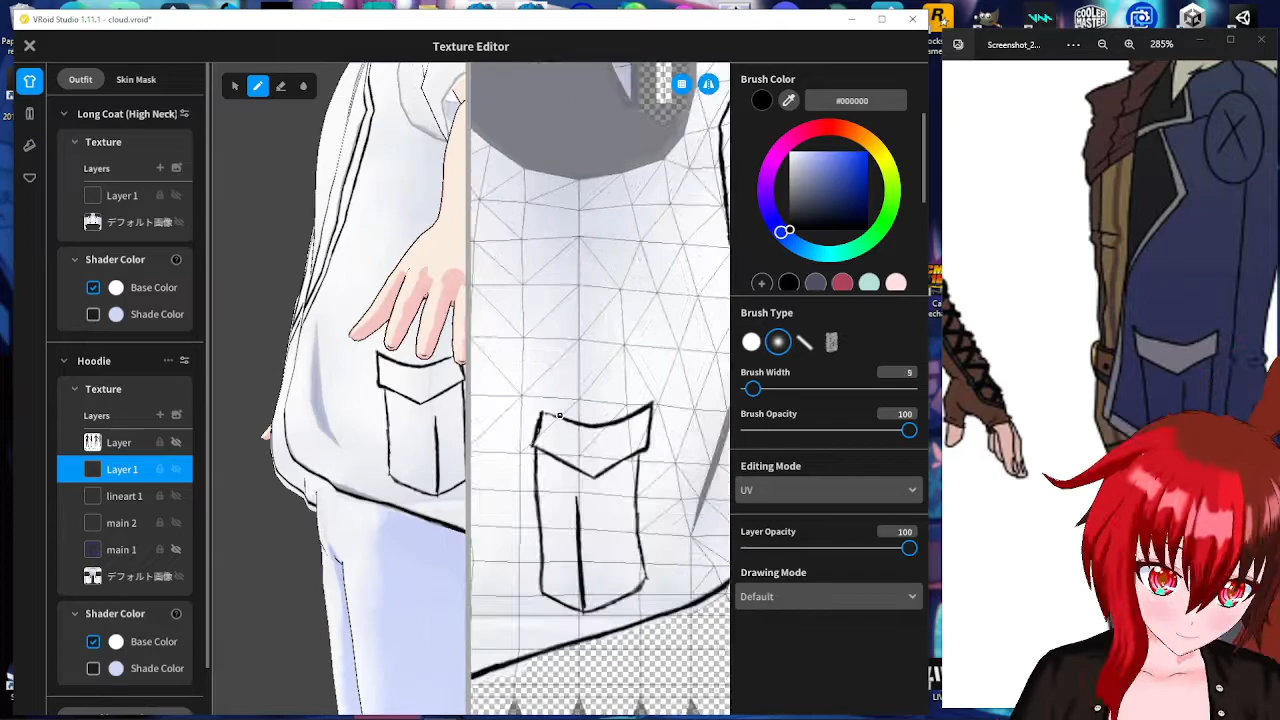 VRoid Studio 1.11.1 - cloud.vroid*
Texture Editor
Outfit
Skin Mask
Long Coat (High Neck)
Texture
Layers
Layer 1
デフォルト画像
Shader Color
Base Color
Shade Color
Hoodie
Texture
Layers
Layer
Layer 1
lineart 1
main 2
main 1
デフォルト画像
Shader Color
Base Color
Shade Color
Brush Color
#000000
Brush Type
Brush Width
9
Brush Opacity
100
Editing Mode
UV
Layer Opacity
100
Drawing Mode
Default
Screenshot_2...
285%
COOLER
MASTER